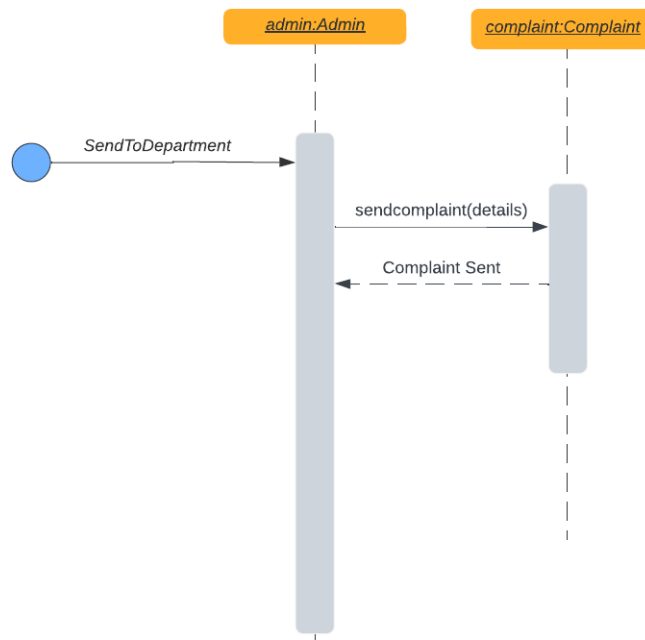 admin:Admin
complaint:Complaint
SendToDepartment
sendcomplaint(details)
Complaint Sent